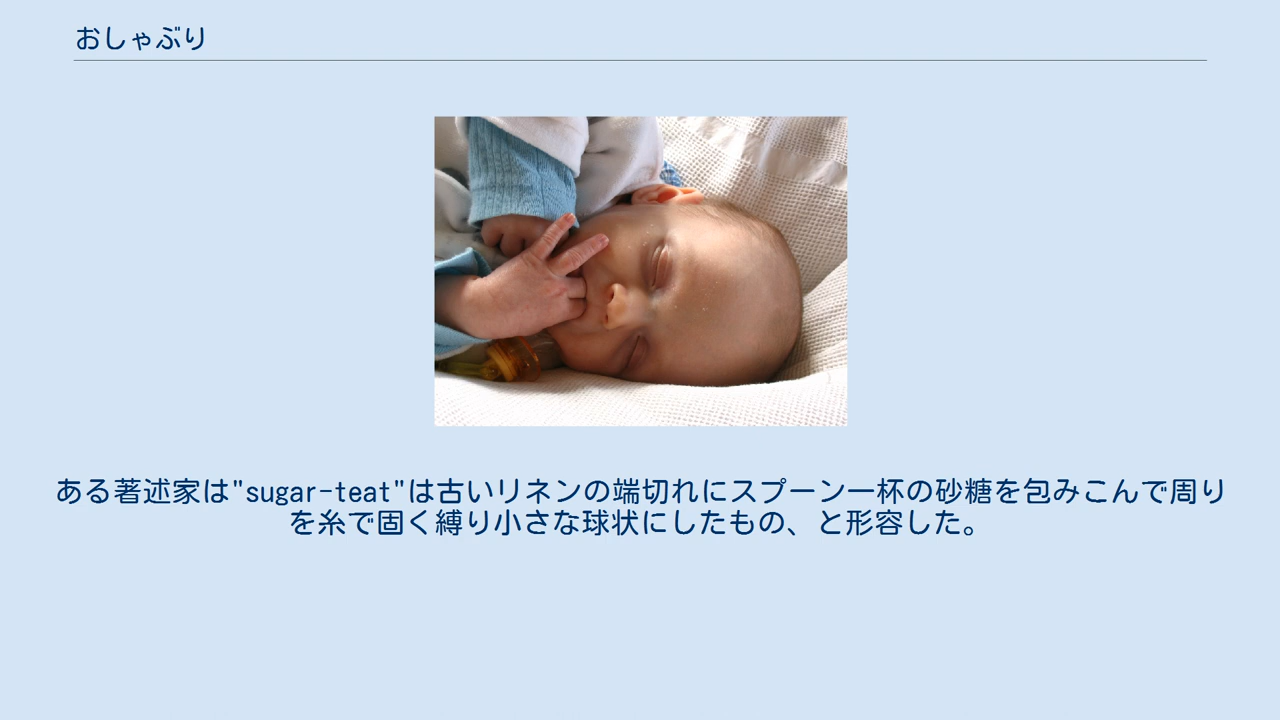 おしゃぶり
ある著述家は"sugar-teat"は古いリネンの端切れにスプーン一杯の砂糖を包みこんで周り
を糸で固く縛り小さな球状にしたもの、と形容した。